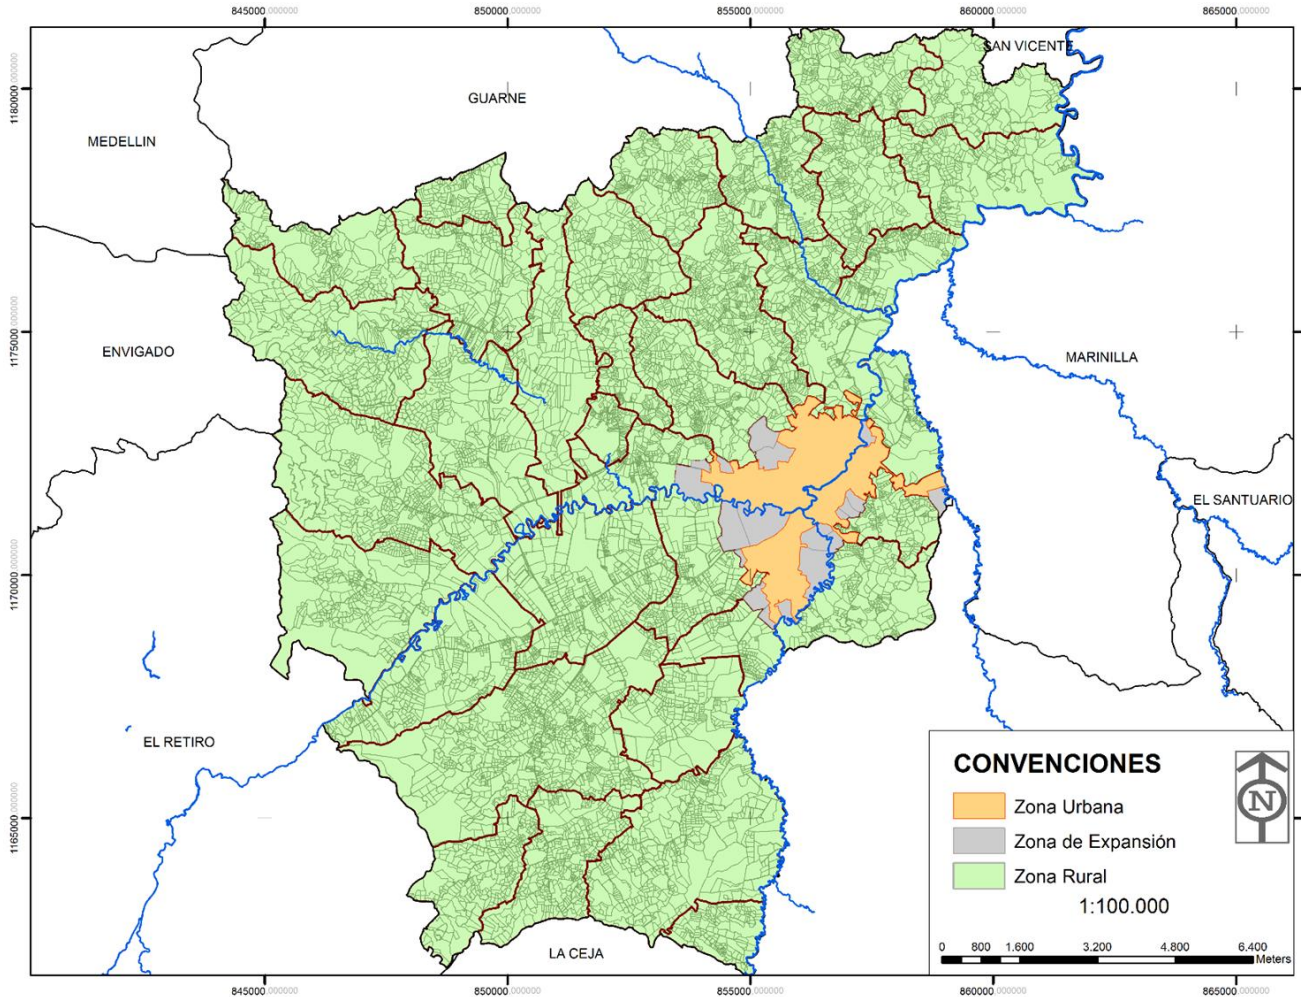 845000.000000
850000.000000
855000.000000
860000.000000
865000.000000
SAN VICENTE
1180000.000000
GUARNE
MEDELLIN
1175000.000000
ENVIGADO
MARINILLA
EL SANTUARIO
1170000.000000
EL RETIRO
CONVENCIONES
N
Zona Urbana
1165000.000000
Zona de Expansión
Zona Rural
1:100.000
0 800 1.600 3.200 4.800 6.400
Meters
LA CEJA
845000.000000
850000.000000
855000.000000
860000.000000
865000.000000